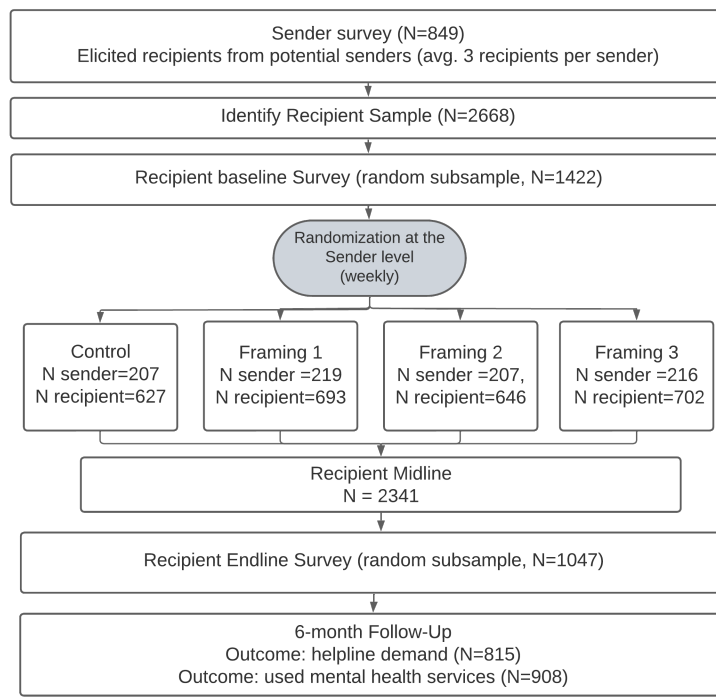 Sender survey (N=849)
Elicited recipients from potential senders (avg. 3 recipients per sender)
Identify Recipient Sample (N=2668)
Recipient baseline Survey (random subsample, N=1422)
Randomization at the
Sender level
(weekly)
Control
N sender=207
N recipient=627
Framing 1
N sender =219
N recipient=693
Framing 2
N sender =207,
N recipient=646
Framing 3
N sender =216
N recipient=702
Recipient Midline
N = 2341
Recipient Endline Survey (random subsample, N=1047)
6-month Follow-Up
Outcome: helpline demand (N=815)
Outcome: used mental health services (N=908)